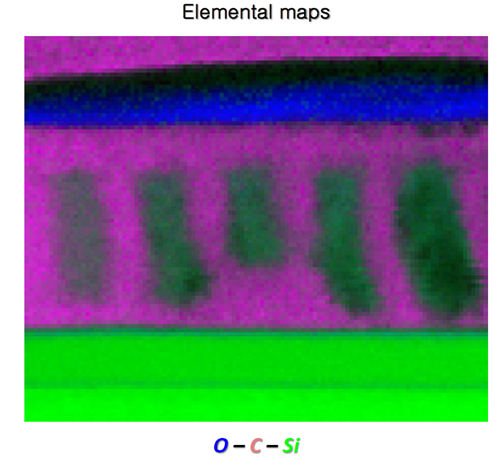 Elemental maps
O – C – Si